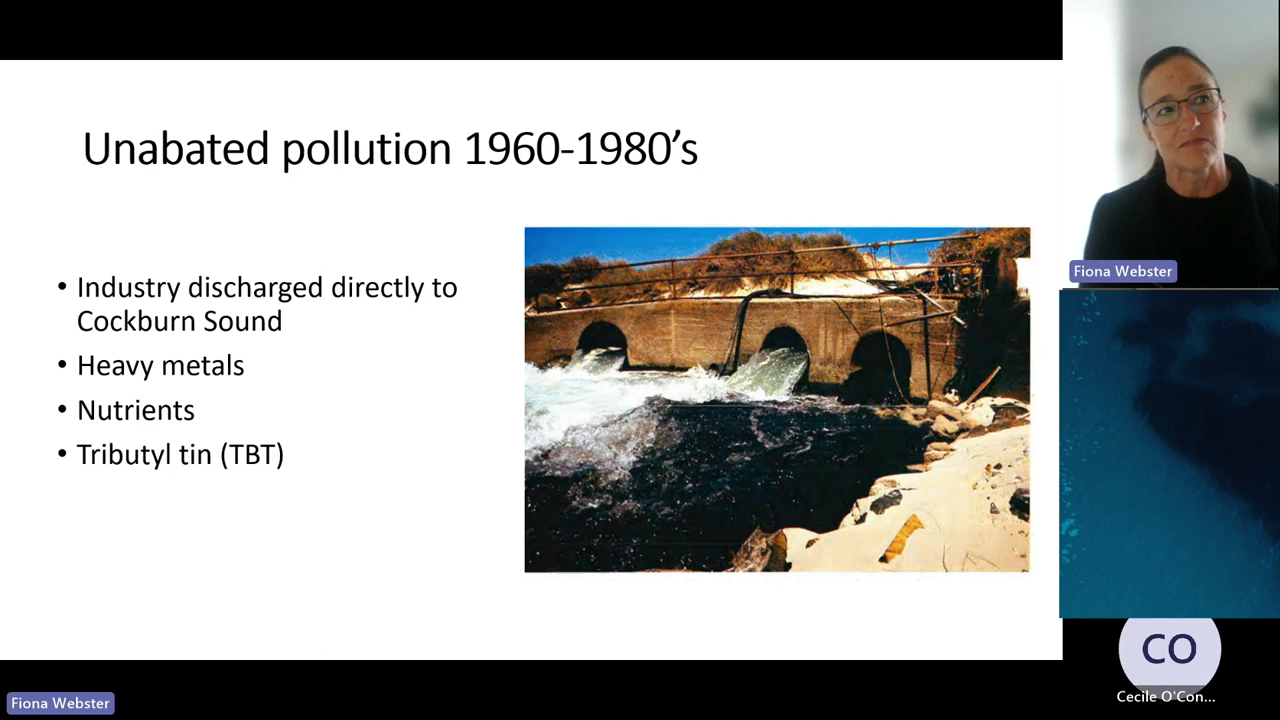 Unabated pollution 1960-1980’s
• Industry discharged directly to
Cockburn Sound
• Heavy metals
• Nutrients
• Tributyl tin (TBT)
Fiona Webster
CO
Cecile O'Con...
Fiona Webster